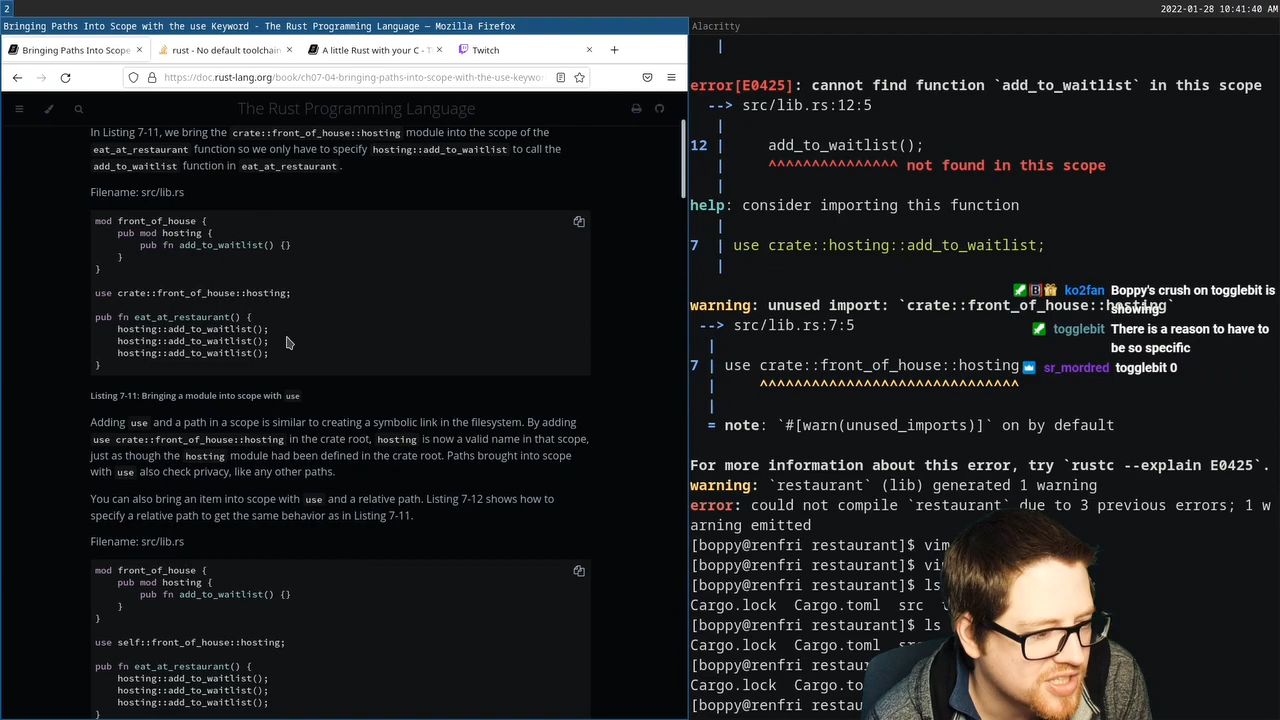 2
2022-01-28 10:41:40 AM
Bringing Paths Into Scope with the use Keyword - The Rust Programming Language — Mozilla Firefox
Bringing Paths Into Scope
rust - No default toolchain
A little Rust with your C - T
Twitch
https://doc.rust-lang.org/book/ch07-04-bringing-paths-into-scope-with-the-use-keywo
The Rust Programming Language
In Listing 7-11, we bring the crate::front_of_house::hosting module into the scope of the
eat_at_restaurant function so we only have to specify hosting::add_to_waitlist to call the
add_to_waitlist function in eat_at_restaurant.
Filename: src/lib.rs
mod front_of_house {
pub mod hosting {
pub fn add_to_waitlist() {}
}
}
use crate::front_of_house::hosting;
pub fn eat_at_restaurant() {
hosting::add_to_waitlist();
hosting::add_to_waitlist();
hosting::add_to_waitlist();
}
Listing 7-11: Bringing a module into scope with use
Adding use and a path in a scope is similar to creating a symbolic link in the filesystem. By adding
use crate::front_of_house::hosting in the crate root, hosting is now a valid name in that scope,
just as though the hosting module had been defined in the crate root. Paths brought into scope
with use also check privacy, like any other paths.
You can also bring an item into scope with use and a relative path. Listing 7-12 shows how to
specify a relative path to get the same behavior as in Listing 7-11.
Filename: src/lib.rs
mod front_of_house {
pub mod hosting {
pub fn add_to_waitlist() {}
}
}
use self::front_of_house::hosting;
pub fn eat_at_restaurant() {
hosting::add_to_waitlist();
hosting::add_to_waitlist();
hosting::add_to_waitlist();
}
Alacritty
|
error[E0425]: cannot find function `add_to_waitlist` in this scope
--> src/lib.rs:12:5
|
12 | add_to_waitlist();
| ^^^^^^^^^^^^^^^ not found in this scope
|
help: consider importing this function
|
7 | use crate::hosting::add_to_waitlist;
|
warning: unused import: `crate::front_of_house::hosting`
--> src/lib.rs:7:5
|
7 | use crate::front_of_house::hosting
| ^^^^^^^^^^^^^^^^^^^^^^^^^^
|
= note: `#[warn(unused_imports)]` on by default
For more information about this error, try `rustc --explain E0425`.
warning: `restaurant` (lib) generated 1 warning
error: could not compile `restaurant` due to 3 previous errors; 1 w
arning emitted
[boppy@renfri restaurant]$ vim
[boppy@renfri restaurant]$ vi
[boppy@renfri restaurant]$ ls
Cargo.lock Cargo.toml src t
[boppy@renfri restaurant]$ ls
Cargo.lock Cargo.toml s
[boppy@renfri restaura
Cargo.lock Cargo.to
[boppy@renfri restau
ko2fan Boppy's crush on togglebit is
showing
togglebit There is a reason to have to
be so specific
sr_mordred togglebit 0